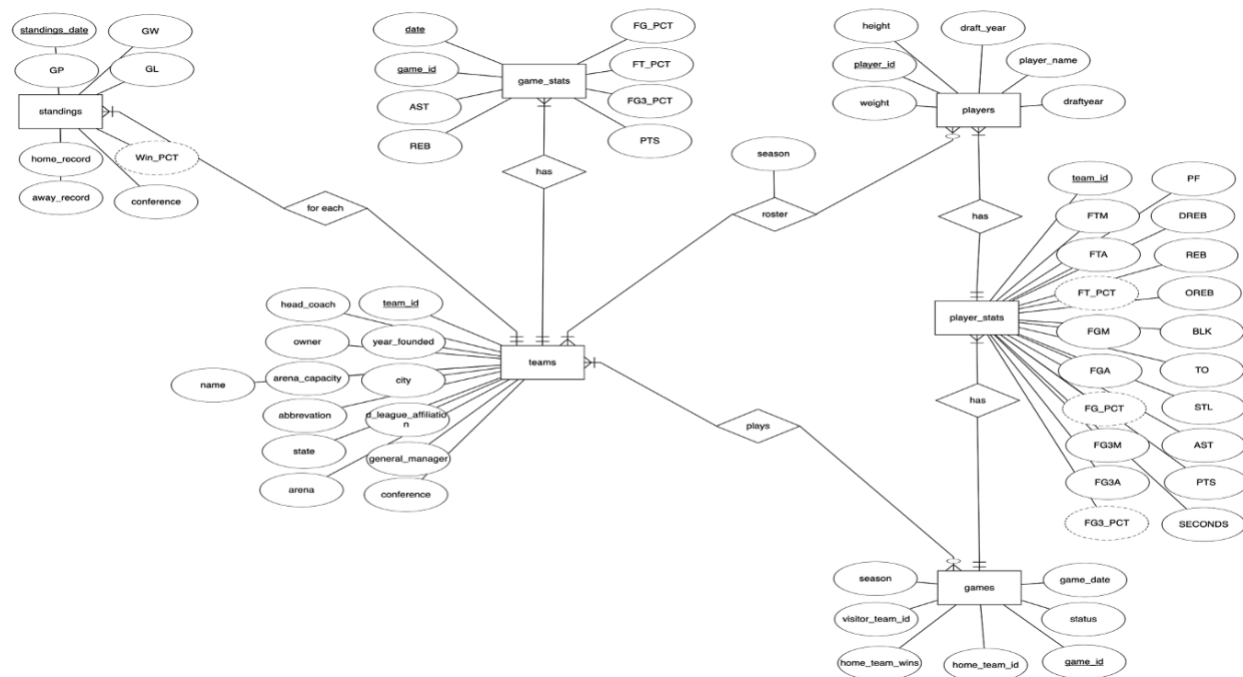 standings_date
GW
GP
GL
standings
home_record
Win_PCT
away_record
conference
for each
date
FG_PCT
game_id
FT_PCT
game_stats
AST
FG3_PCT
REB
PTS
has
height
draft_year
player_id
player_name
weight
players
draftyear
season
roster
has
team_id
PF
FTM
DREB
FTA
REB
FT_PCT
OREB
player_stats
FGM
BLK
FGA
TO
FG_PCT
STL
FG3M
AST
FG3A
PTS
FG3_PCT
SECONDS
has
head_coach
team_id
owner
year_founded
teams
name
arena_capacity
city
abbrevation
d_league_affiliatio
n
state
general_manager
arena
conference
plays
season
games
game_date
visitor_team_id
status
home_team_wins
home_team_id
game_id